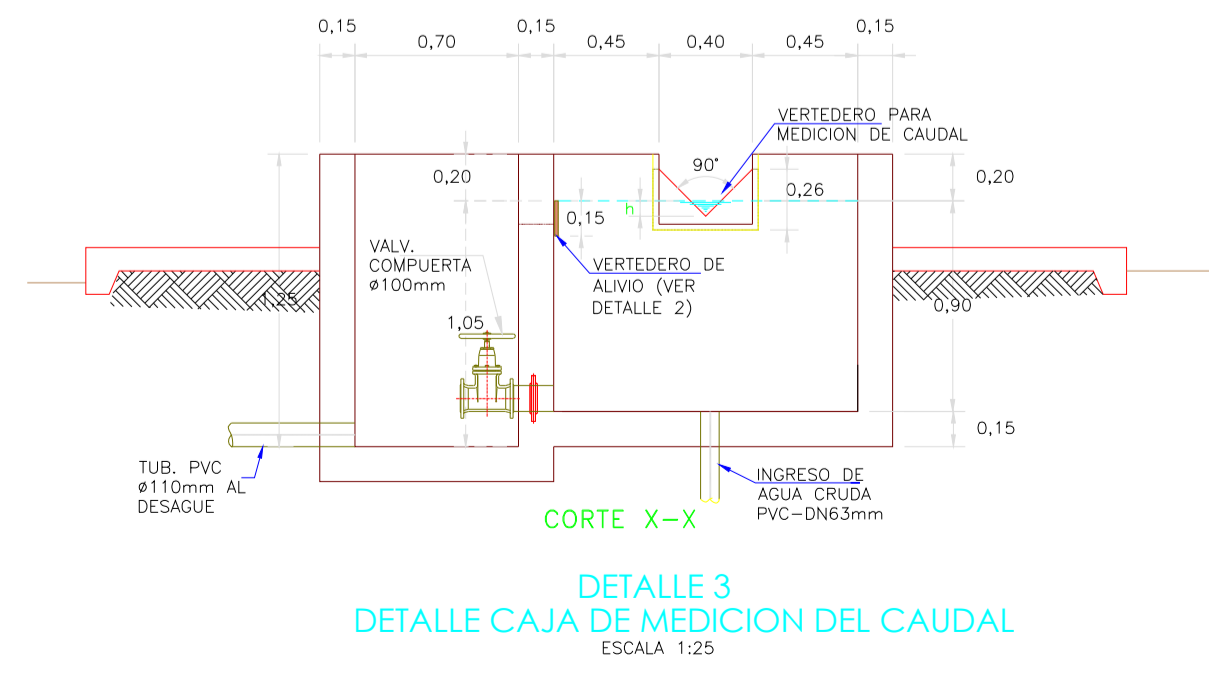 0,15
0,70
0,15
0,45
0,40
0,45
0,15
VERTEDERO PARA
MEDICION DE CAUDAL
90°
0,20
0,26
0,20
h
0,15
VALV.
COMPUERTA
ø100mm
VERTEDERO DE
ALIVIO (VER
DETALLE 2)
1,25
0,90
1,05
0,15
TUB. PVC
ø110mm AL
DESAGUE
INGRESO DE
AGUA CRUDA
PVC-DN63mm
CORTE X-X
DETALLE 3
DETALLE CAJA DE MEDICION DEL CAUDAL
ESCALA 1:25